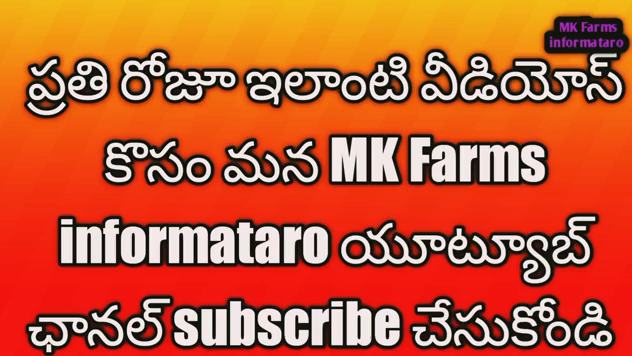 MK Farms
informataro
ప్రతి రోజూ ఇలాంటి వీడియోస్
కొసం మన MK Farms
informataro యూట్యూబ్
ఛానల్ subscribe చేసుకోండి